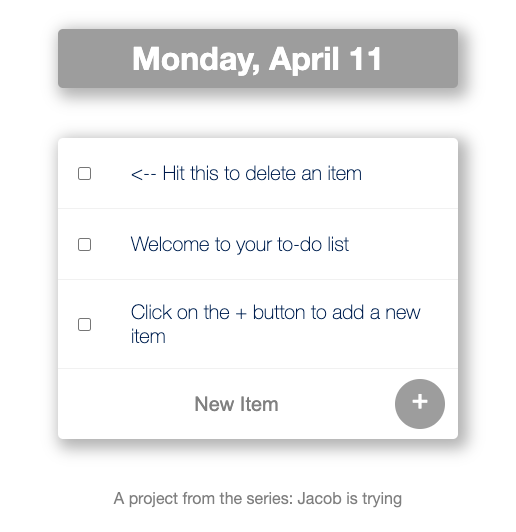 Monday, April 11
<-- Hit this to delete an item
Welcome to your to-do list
Click on the + button to add a new
item
New Item
+
A project from the series: Jacob is trying